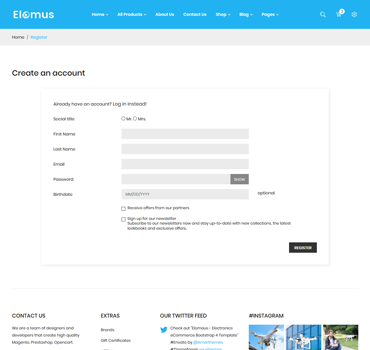 Elomus
Home All Products About Us Contact Us Shop Blog Pages
Home / Register
Create an account
Already have an account? Log in instead!
Social title Mr. Mrs.
First Name
Last Name
Email
Password SHOW
Birthdate MM/DD/YYYY optional
Receive offers from our partners
Sign up for our newsletter
Subscribe to our newsletters now and stay up-to-date with new collections, the latest
lookbooks and exclusive offers.
REGISTER
CONTACT US
We are a team of designers and
developers that create high quality
Magento, Prestashop, Opencart.
EXTRAS
Brands
Gift Certificates
OUR TWITTER FEED
Check out "Elomus - Electronics
eCommerce Bootstrap 4 Template"
#INSTAGRAM